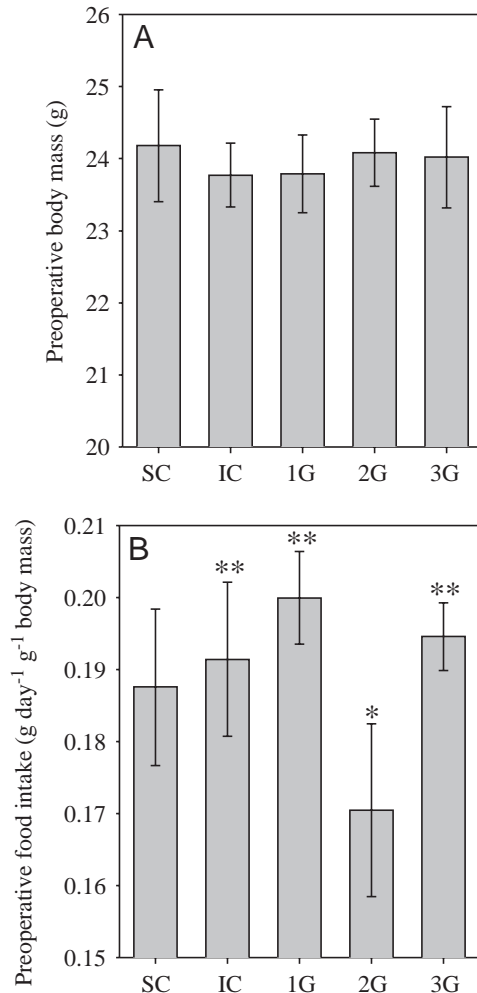 A
Preoperative body mass (g)
26
25
24
23
22
21
20
SC IC 1G 2G 3G
B
Preoperative food intake (g day-1 g-1 body mass)
0.21
0.20
0.19
0.18
0.17
0.16
0.15
** ** * **
SC IC 1G 2G 3G